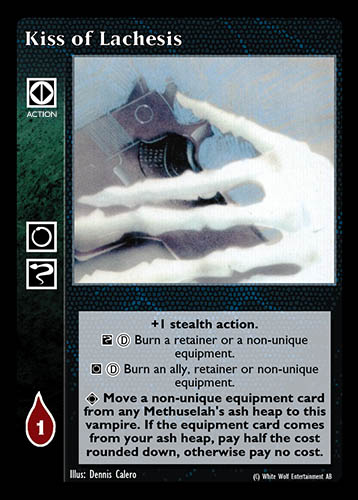 Kiss of Lachesis
ACTION
+1 stealth action.
D Burn a retainer or a non-unique
equipment.
D Burn an ally, retainer or non-unique
equipment.
Move a non-unique equipment card
from any Methuselah's ash heap to this
vampire. If the equipment card comes
from your ash heap, pay half the cost
rounded down, otherwise pay no cost.
1
Illus: Dennis Calero
(C) White Wolf Entertainment AB